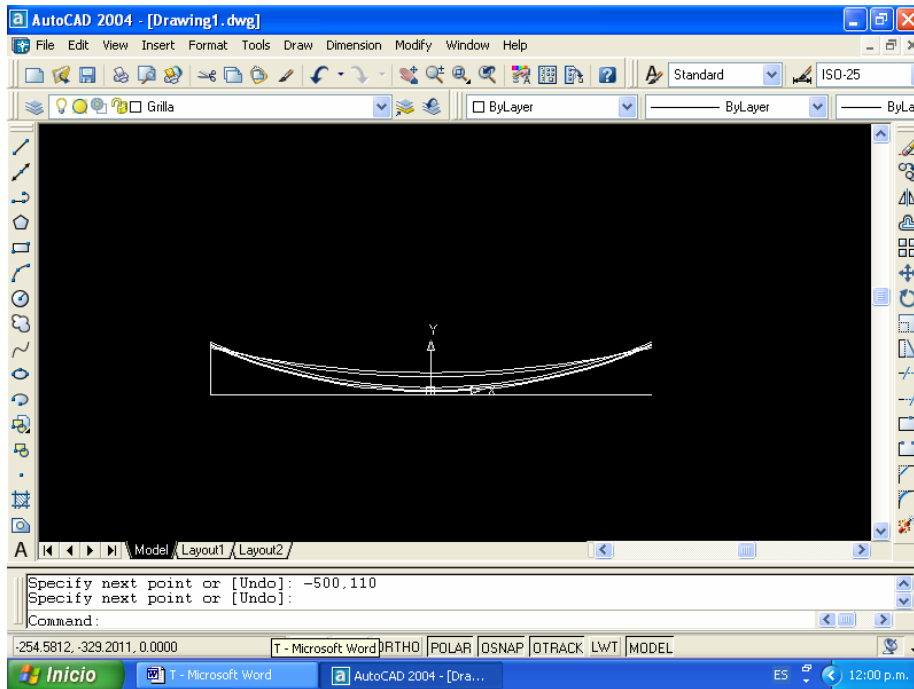 AutoCAD 2004 - [Drawing1.dwg]
File Edit View Insert Format Tools Draw Dimension Modify Window Help
Standard ISO-25
Grilla ByLayer ByLayer ByLa
Y
X
Model Layout1 Layout2
Specify next point or [Undo]: -500,110
Specify next point or [Undo]:
Command:
-254.5812, -329.2011, 0.0000 T - Microsoft Word ORTHO POLAR OSNAP OTRACK LWT MODEL
Inicio T - Microsoft Word AutoCAD 2004 - [Dra... ES 12:00 p.m.